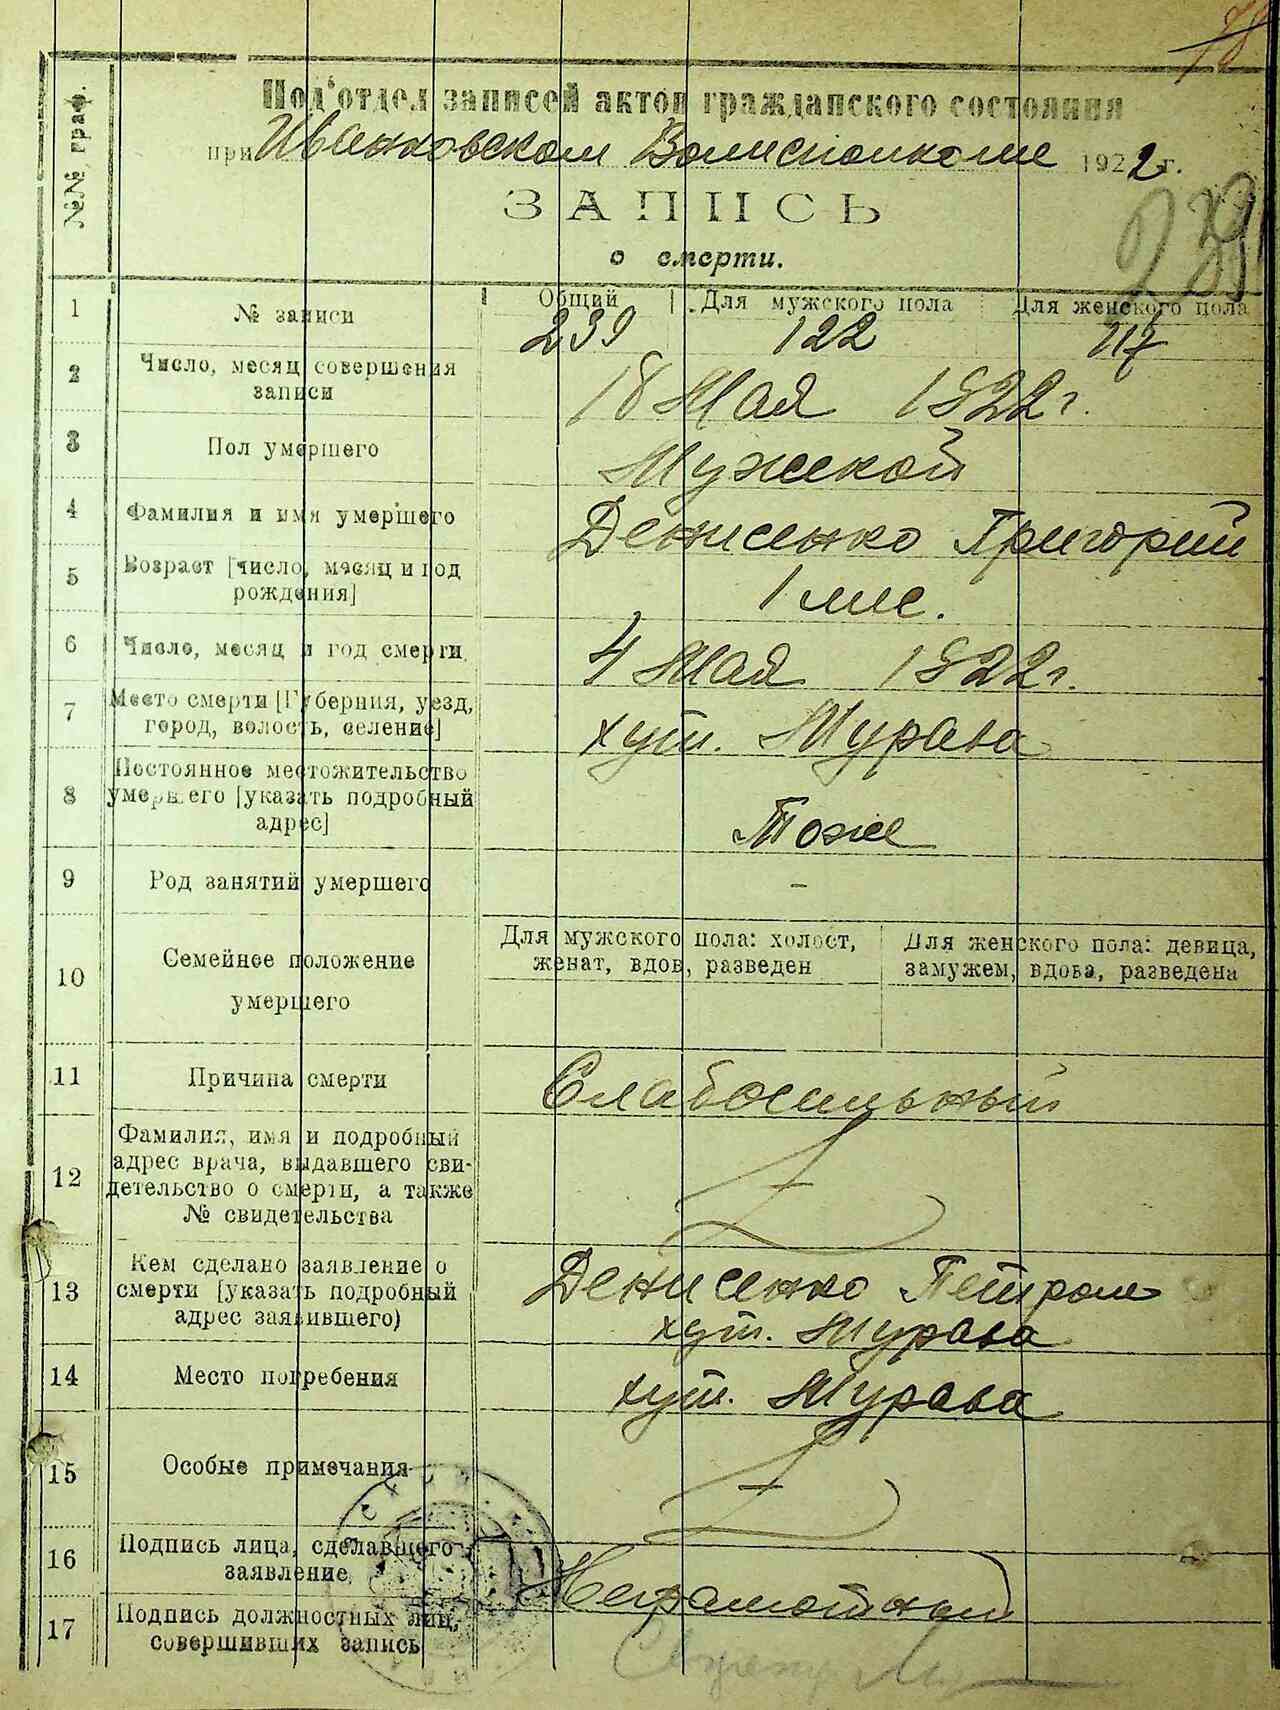 78
№№ граф.
Под'отдел записей актов гражданского состояния
при Иванковском Волисполкоме 1922 г.
239
ЗАПИСЬ
о смерти.
1 № записи Общий Для мужского пола Для женского пола
239 122 117
2 Число, месяц совершения
записи
18 Мая 1922 г.
3 Пол умершего Мужской
4 Фамилия и имя умершего Денисенко Григорий
5 Возраст [число, месяц и год
рождения]
1 мес.
6 Число, месяц и год смерти 4 Мая 1922 г.
7 Место смерти [Губерния, уезд,
город, волость, селение]
хут. Журава
8 Постоянное местожительство
умершего [указать подробный
адрес]
Тоже
9 Род занятий умершего -
10 Семейное положение
умершего
Для мужского пола: холост,
женат, вдов, разведен
Для женского пола: девица,
замужем, вдова, разведена
11 Причина смерти Слабосильный
12 Фамилия, имя и подробный
адрес врача, выдавшего сви-
детельство о смерти, а также
№ свидетельства
13 Кем сделано заявление о
смерти [указать подробный
адрес заявившего)
Денисенко Петром
хут. Журава
14 Место погребения хут. Журава
15 Особые примечания
16 Подпись лица, сделавшего
заявление
Неграмотный
17 Подпись должностных лиц,
совершивших запись